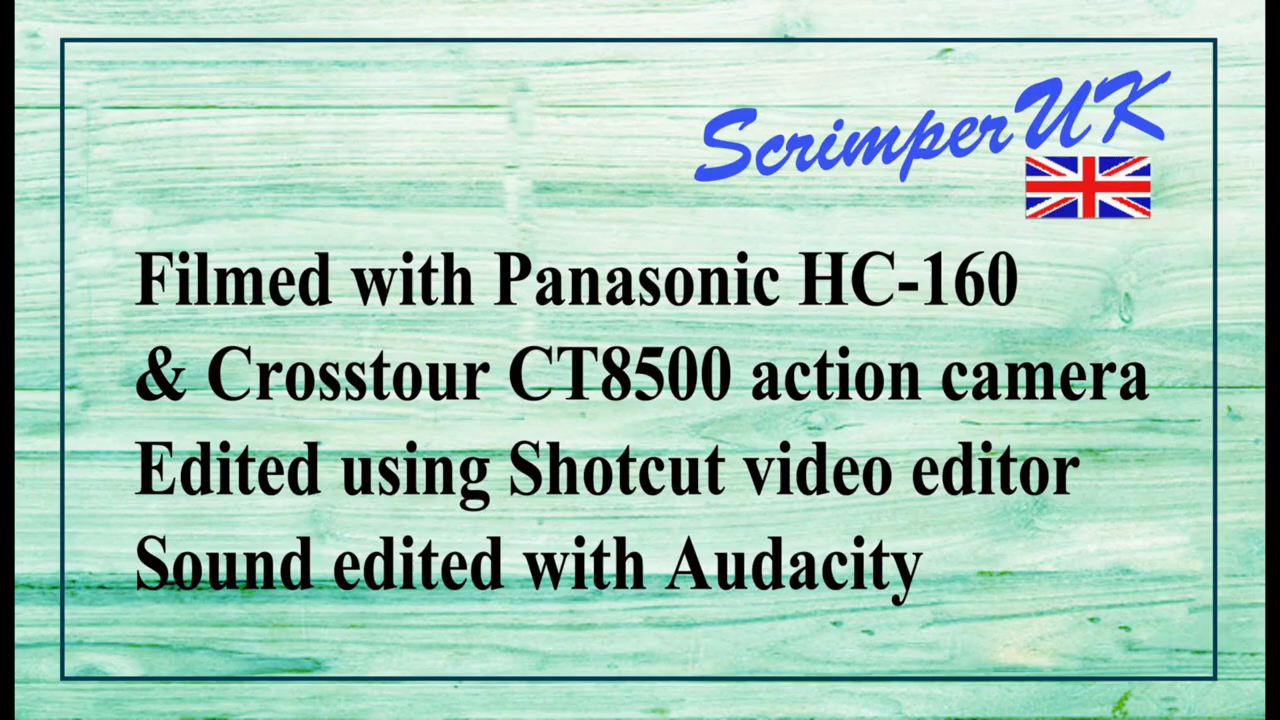 ScrimperUK
Filmed with Panasonic HC-160
& Crosstour CT8500 action camera
Edited using Shotcut video editor
Sound edited with Audacity